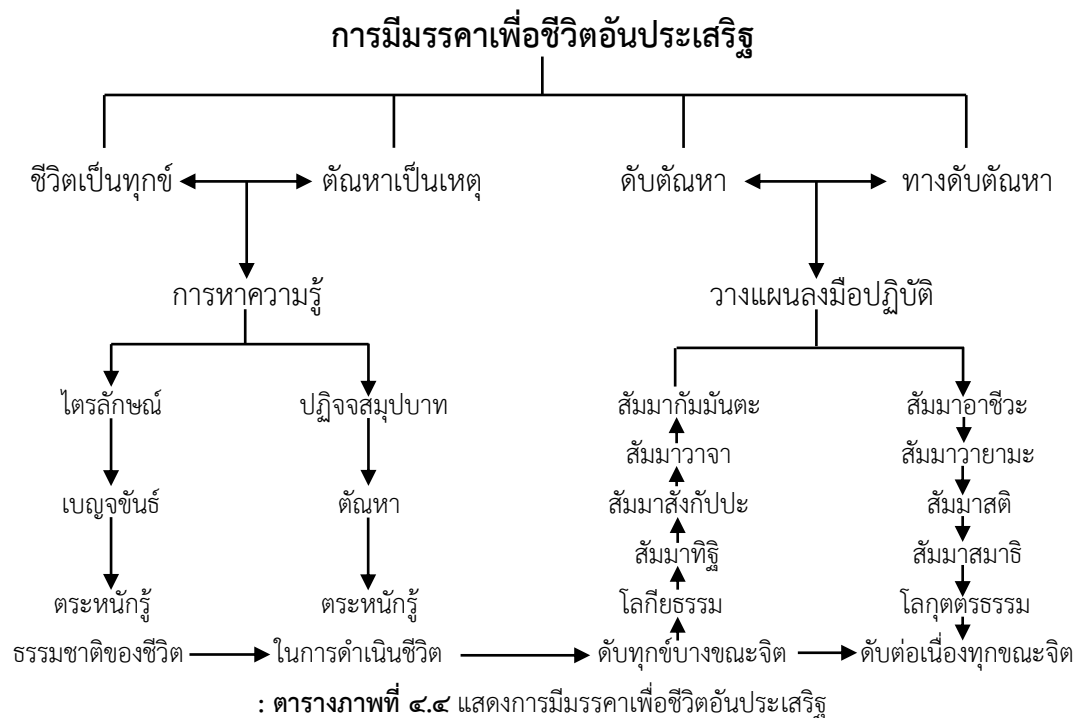 การมีมรรคาเพื่อชีวิตอันประเสริฐ
ชีวิตเป็นทุกข์ ตัณหาเป็นเหตุ ดับตัณหา ทางดับตัณหา
การหาความรู้ วางแผนลงมือปฏิบัติ
ไตรลักษณ์ ปฏิจจสมุปบาท สัมมากัมมันตะ สัมมาอาชีวะ
สัมมาวาจา สัมมาวายามะ
เบญจขันธ์ ตัณหา สัมมาสังกัปปะ สัมมาสติ
สัมมาทิฐิ สัมมาสมาธิ
ตระหนักรู้ ตระหนักรู้ โลกียธรรม โลกุตตรธรรม
ธรรมชาติของชีวิต ในการดำเนินชีวิต ดับทุกข์บางขณะจิต ดับต่อเนื่องทุกขณะจิต
: ตารางภาพที่ ๔.๔ แสดงการมีมรรคาเพื่อชีวิตอันประเสริฐ